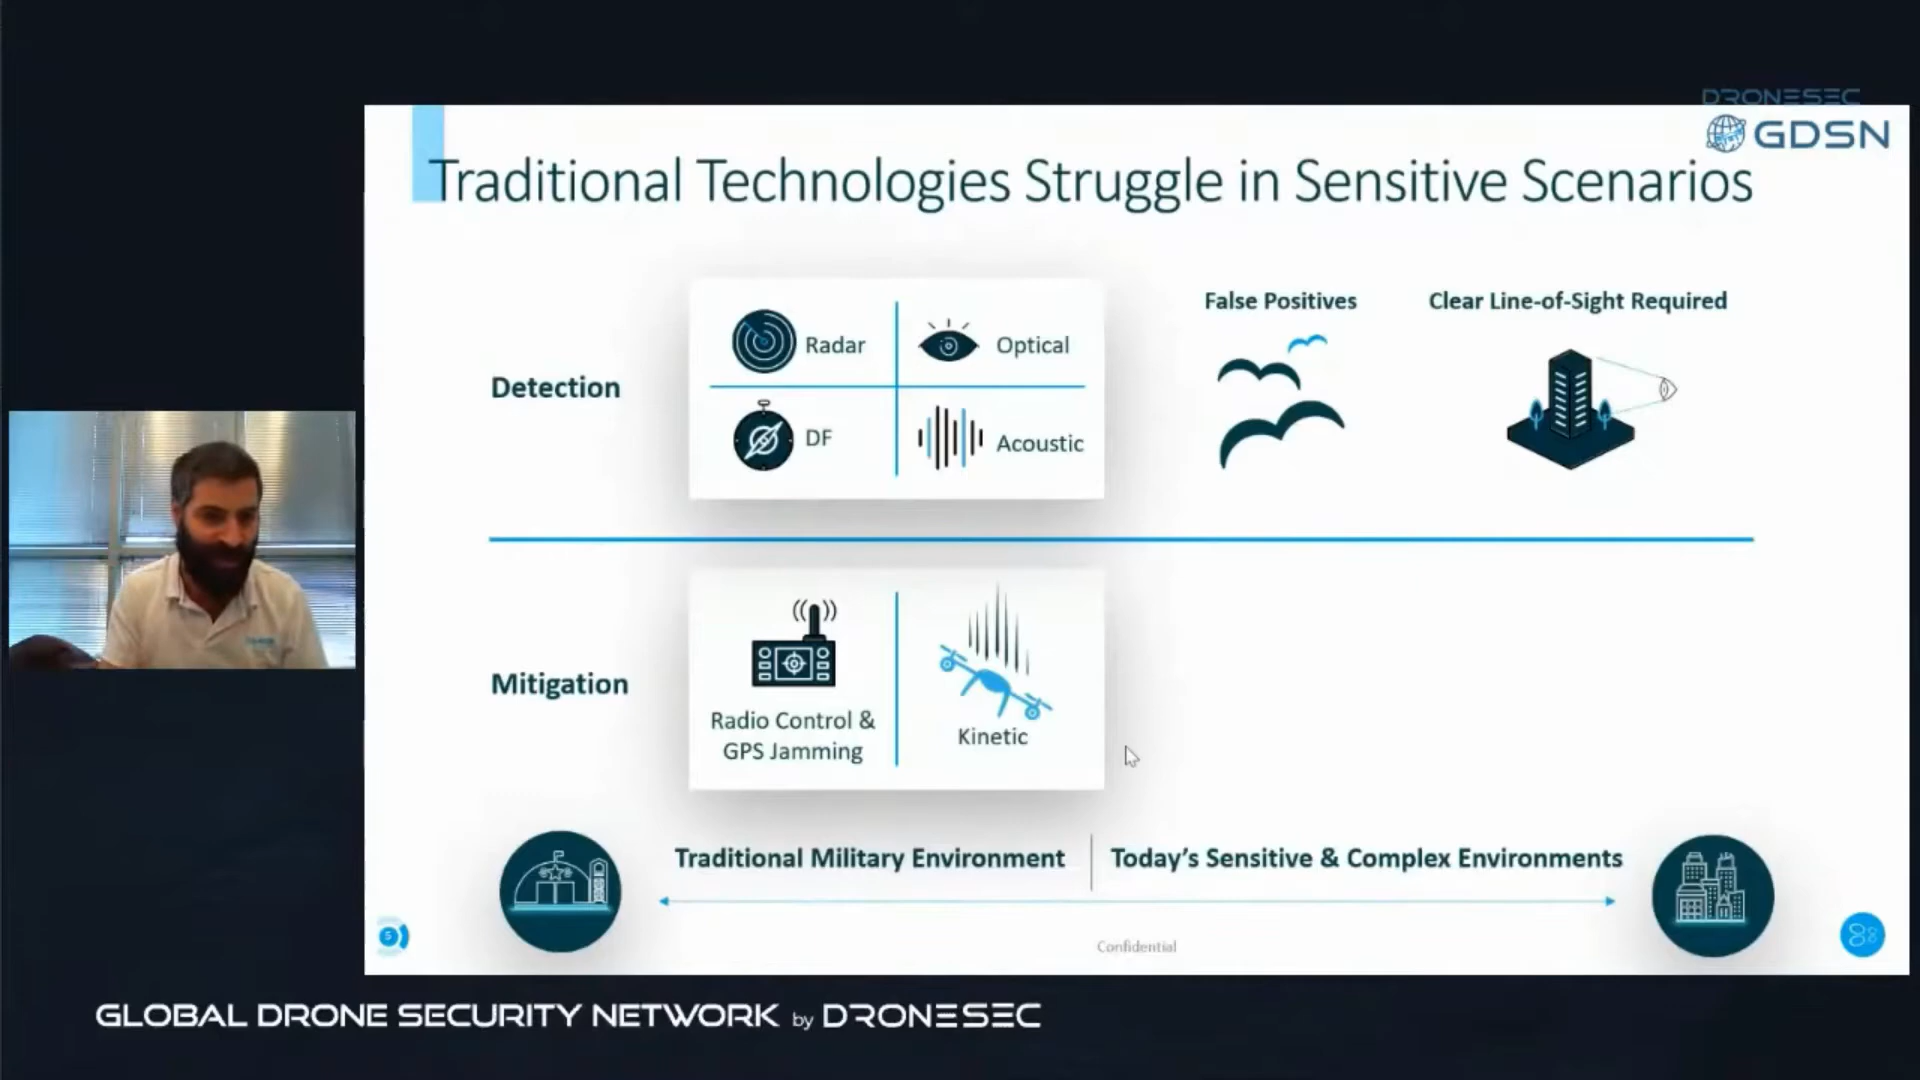 DRONESEC
GDSN
Traditional Technologies Struggle in Sensitive Scenarios
Detection
Radar
Optical
DF
Acoustic
False Positives
Clear Line-of-Sight Required
Mitigation
Radio Control &
GPS Jamming
Kinetic
Traditional Military Environment
Today's Sensitive & Complex Environments
5
Confidential
GLOBAL DRONE SECURITY NETWORK by DRONESEC